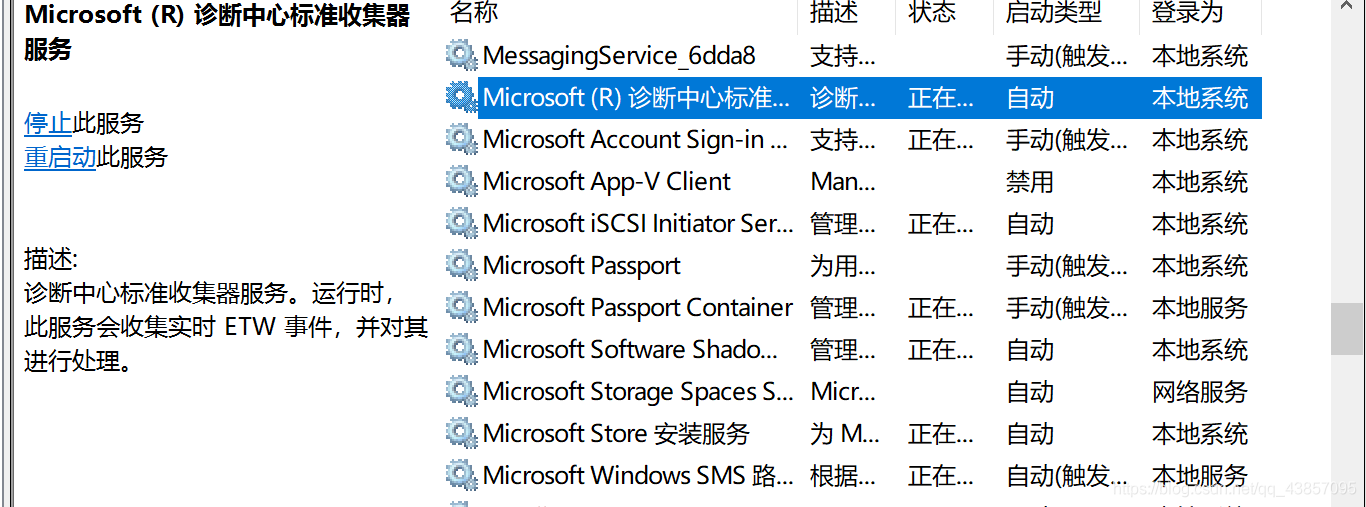 Microsoft (R) 诊断中心标准收集器
服务
停止此服务
重启动此服务
描述:
诊断中心标准收集器服务。运行时，
此服务会收集实时 ETW 事件，并对其
进行处理。
名称 描述 状态 启动类型 登录为
MessagingService_6dda8 支持... 手动(触发... 本地系统
Microsoft (R) 诊断中心标准... 诊断... 正在... 自动 本地系统
Microsoft Account Sign-in ... 支持... 正在... 手动(触发... 本地系统
Microsoft App-V Client Man... 禁用 本地系统
Microsoft iSCSI Initiator Ser... 管理... 正在... 自动 本地系统
Microsoft Passport 为用... 手动(触发... 本地系统
Microsoft Passport Container 管理... 正在... 手动(触发... 本地服务
Microsoft Software Shado... 管理... 正在... 自动 本地系统
Microsoft Storage Spaces S... Micr... 自动 网络服务
Microsoft Store 安装服务 为 M... 正在... 自动 本地系统
Microsoft Windows SMS 路... 根据... 正在... 自动(触发... 本地服务
https://blog.csdn.net/qq_43857095